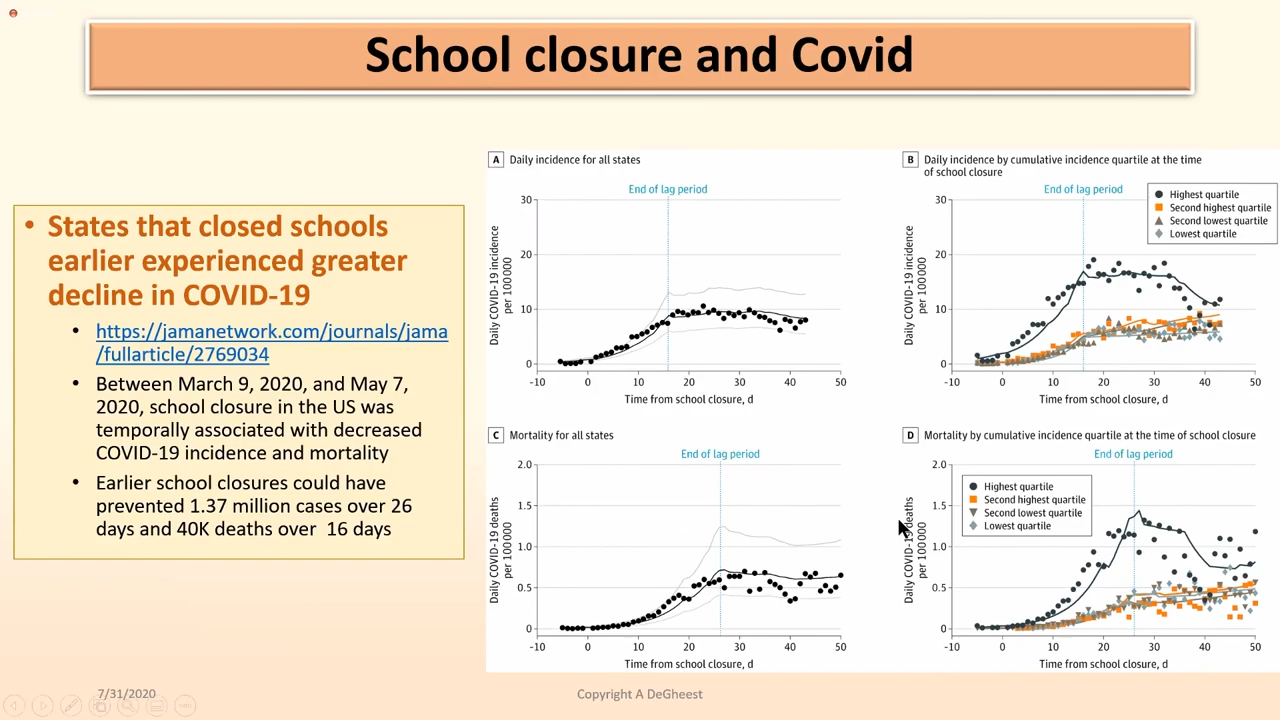 School closure and Covid
• States that closed schools
earlier experienced greater
decline in COVID-19
• https://jamanetwork.com/journals/jama
/fullarticle/2769034
• Between March 9, 2020, and May 7,
2020, school closure in the US was
temporally associated with decreased
COVID-19 incidence and mortality
• Earlier school closures could have
prevented 1.37 million cases over 26
days and 40K deaths over 16 days
A Daily incidence for all states
End of lag period
30
20
10
0
Daily COVID-19 incidence
per 100 000
-10 0 10 20 30 40 50
Time from school closure, d
B Daily incidence by cumulative incidence quartile at the time
of school closure
End of lag period
Highest quartile
Second highest quartile
Second lowest quartile
Lowest quartile
30
20
10
0
Daily COVID-19 incidence
per 100 000
-10 0 10 20 30 40 50
Time from school closure, d
C Mortality for all states
End of lag period
2.0
1.5
1.0
0.5
0
Daily COVID-19 deaths
per 100 000
-10 0 10 20 30 40 50
Time from school closure, d
D Mortality by cumulative incidence quartile at the time of school closure
End of lag period
Highest quartile
Second highest quartile
Second lowest quartile
Lowest quartile
2.0
1.5
1.0
0.5
0
Daily COVID-19 deaths
per 100 000
-10 0 10 20 30 40 50
Time from school closure, d
7/31/2020
Copyright A DeGheest